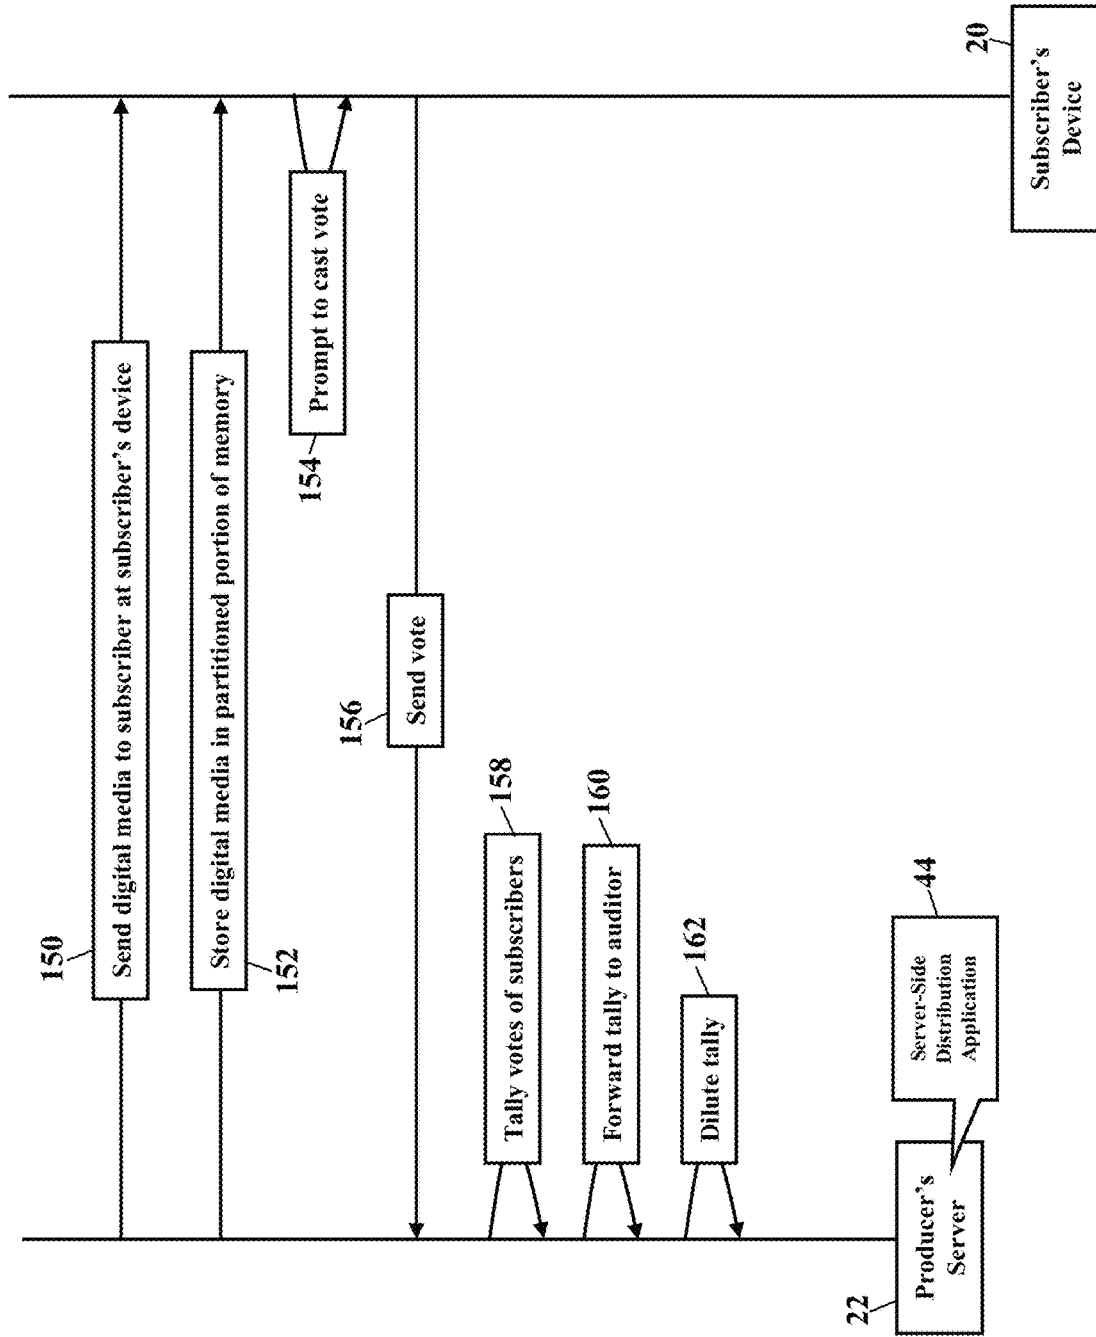 150
Send digital media to subscriber at subscriber's device
152
Store digital media in partitioned portion of memory
154
Prompt to cast vote
156
Send vote
158
Tally votes of subscribers
160
Forward tally to auditor
162
Dilute tally
22
Producer's
Server
44
Server-Side
Distribution
Application
20
Subscriber's
Device